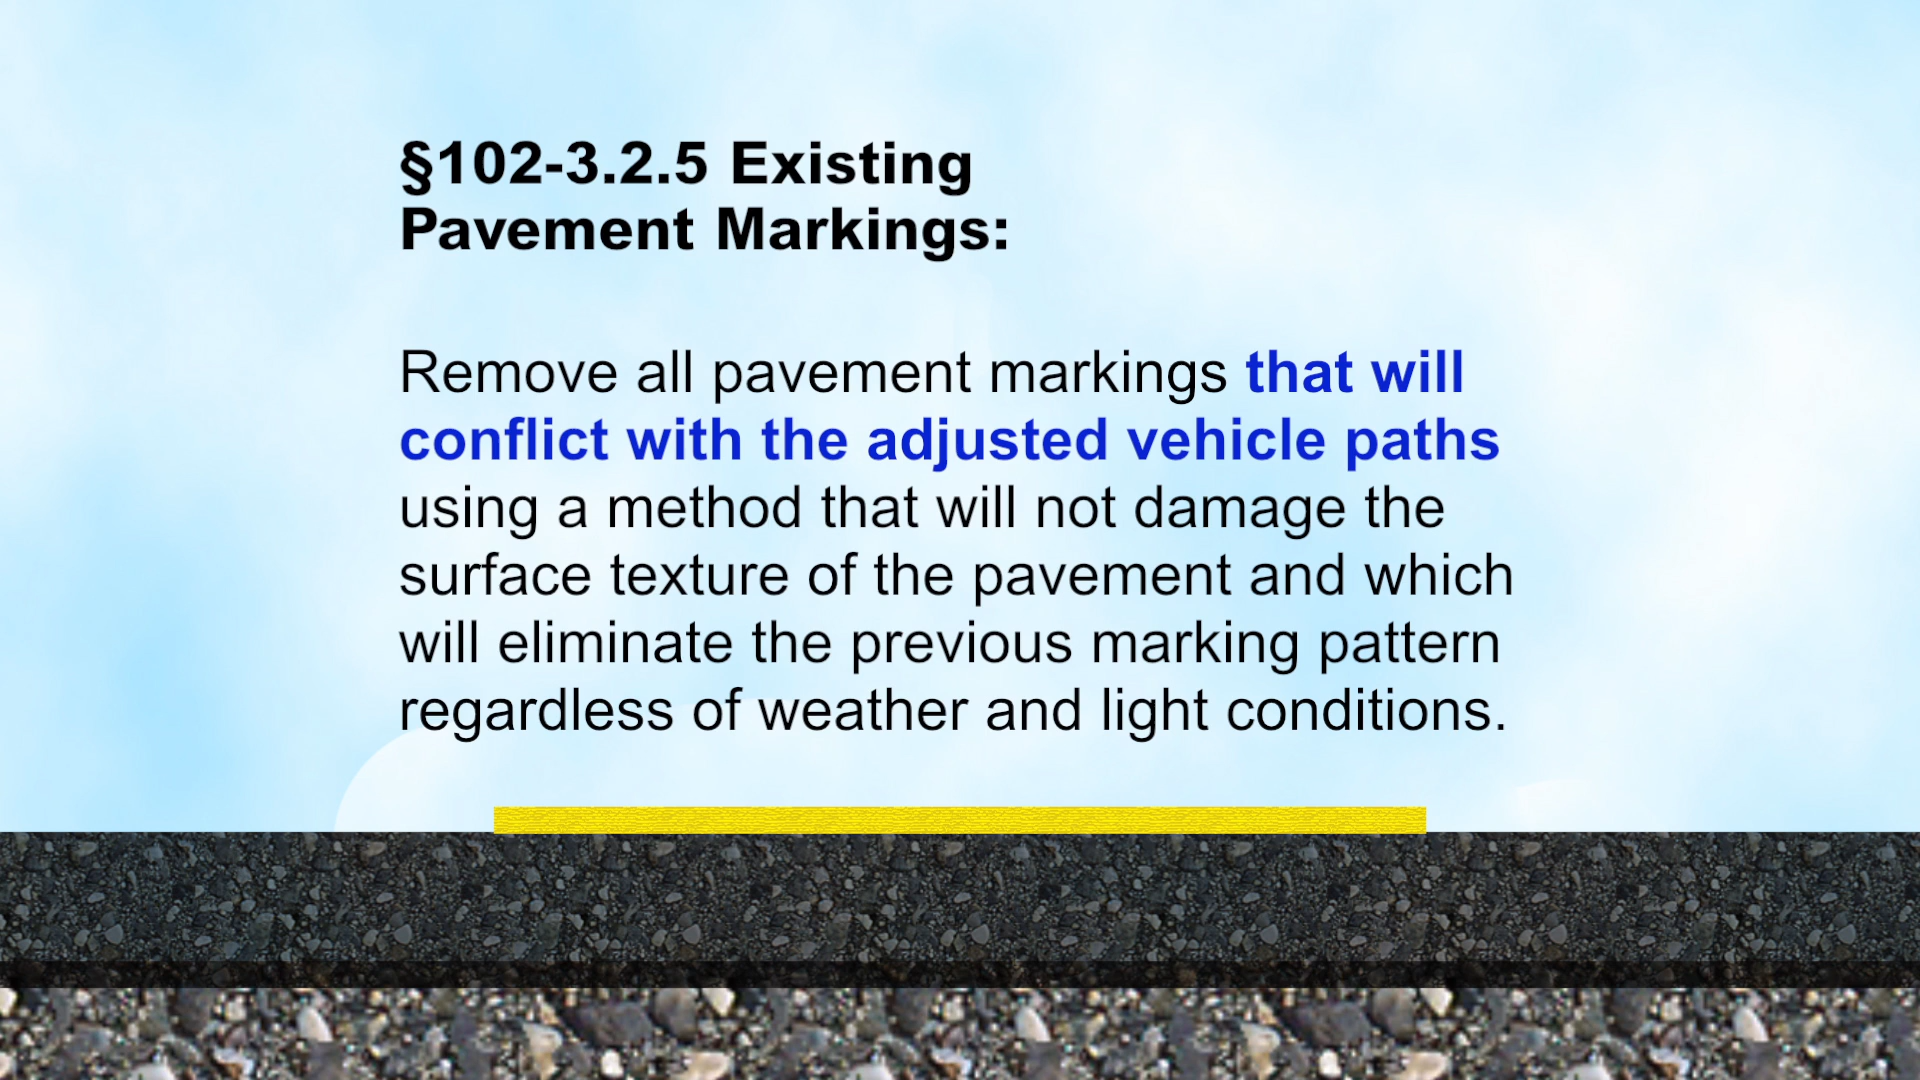 §102-3.2.5 Existing
Pavement Markings:
Remove all pavement markings that will
conflict with the adjusted vehicle paths
using a method that will not damage the
surface texture of the pavement and which
will eliminate the previous marking pattern
regardless of weather and light conditions.